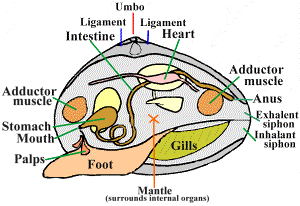 Umbo
Ligament
Ligament
Intestine
Heart
Adductor
muscle
Adductor
muscle
Anus
Stomach
Exhalent
siphon
Mouth
Inhalant
siphon
Palps
Foot
Gills
Mantle
(surrounds internal organs)